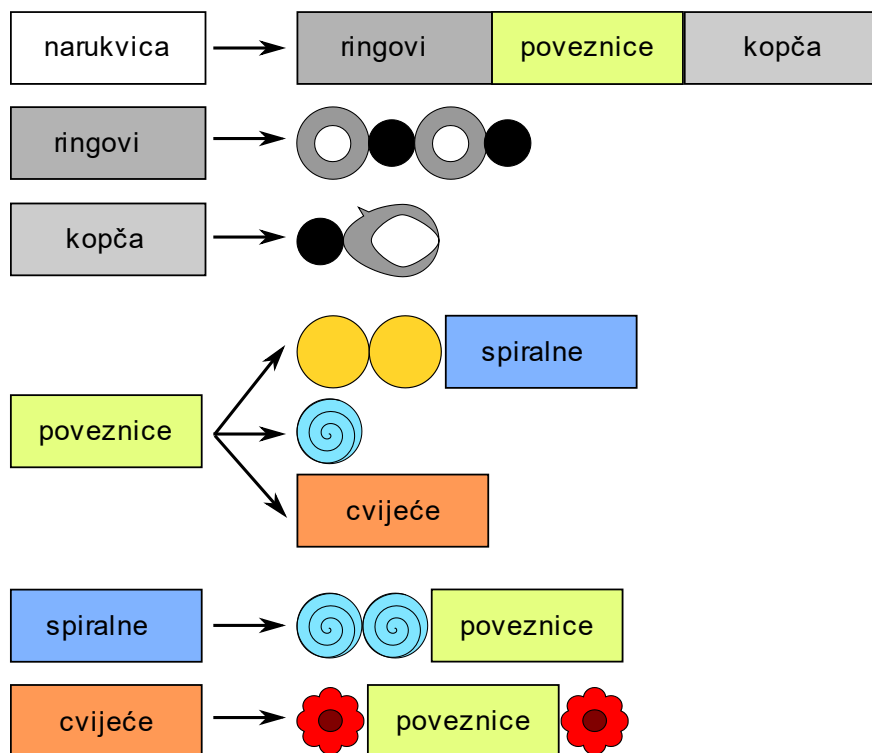 narukvica ringovi poveznice kopča
ringovi
kopča
spiralne
poveznice
cvijeće
spiralne poveznice
cvijeće poveznice